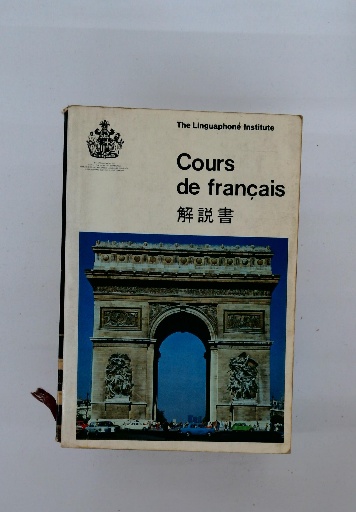 The Linguaphone Institute
Cours
de français
解説書